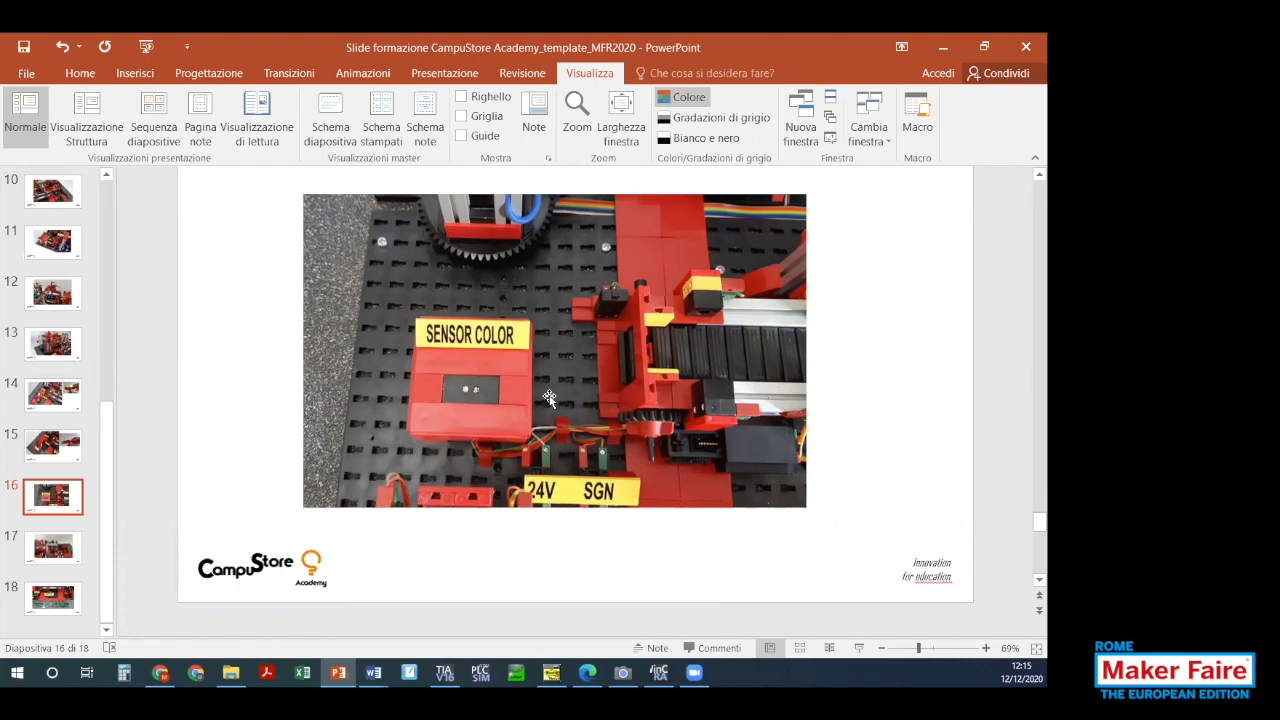 Slide formazione CampuStore Academy_template_MFR2020 - PowerPoint
File Home Inserisci Progettazione Transizioni Animazioni Presentazione Revisione Visualizza Che cosa si desidera fare? Accedi Condividi
Normale
Visualizzazione Struttura
Sequenza diapositive
Pagina note
Visualizzazione di lettura
Visualizzazioni presentazione
Schema diapositiva
Schema stampati
Schema note
Visualizzazioni master
Righello
Griglia
Guide
Note
Mostra
Zoom
Larghezza finestra
Zoom
Colore
Gradazioni di grigio
Bianco e nero
Colori/Gradazioni di grigio
Nuova finestra
Cambia finestra
Finestra
Macro
Macro
10
11
12
13
14
15
16
17
18
SENSOR COLOR
24V SGN
CampuStore
Academy
innovation
for education
Diapositiva 16 di 18 Note Commenti 69%
TIA V16
PLC SIM
12:15
12/12/2020
ROME
Maker Faire
THE EUROPEAN EDITION